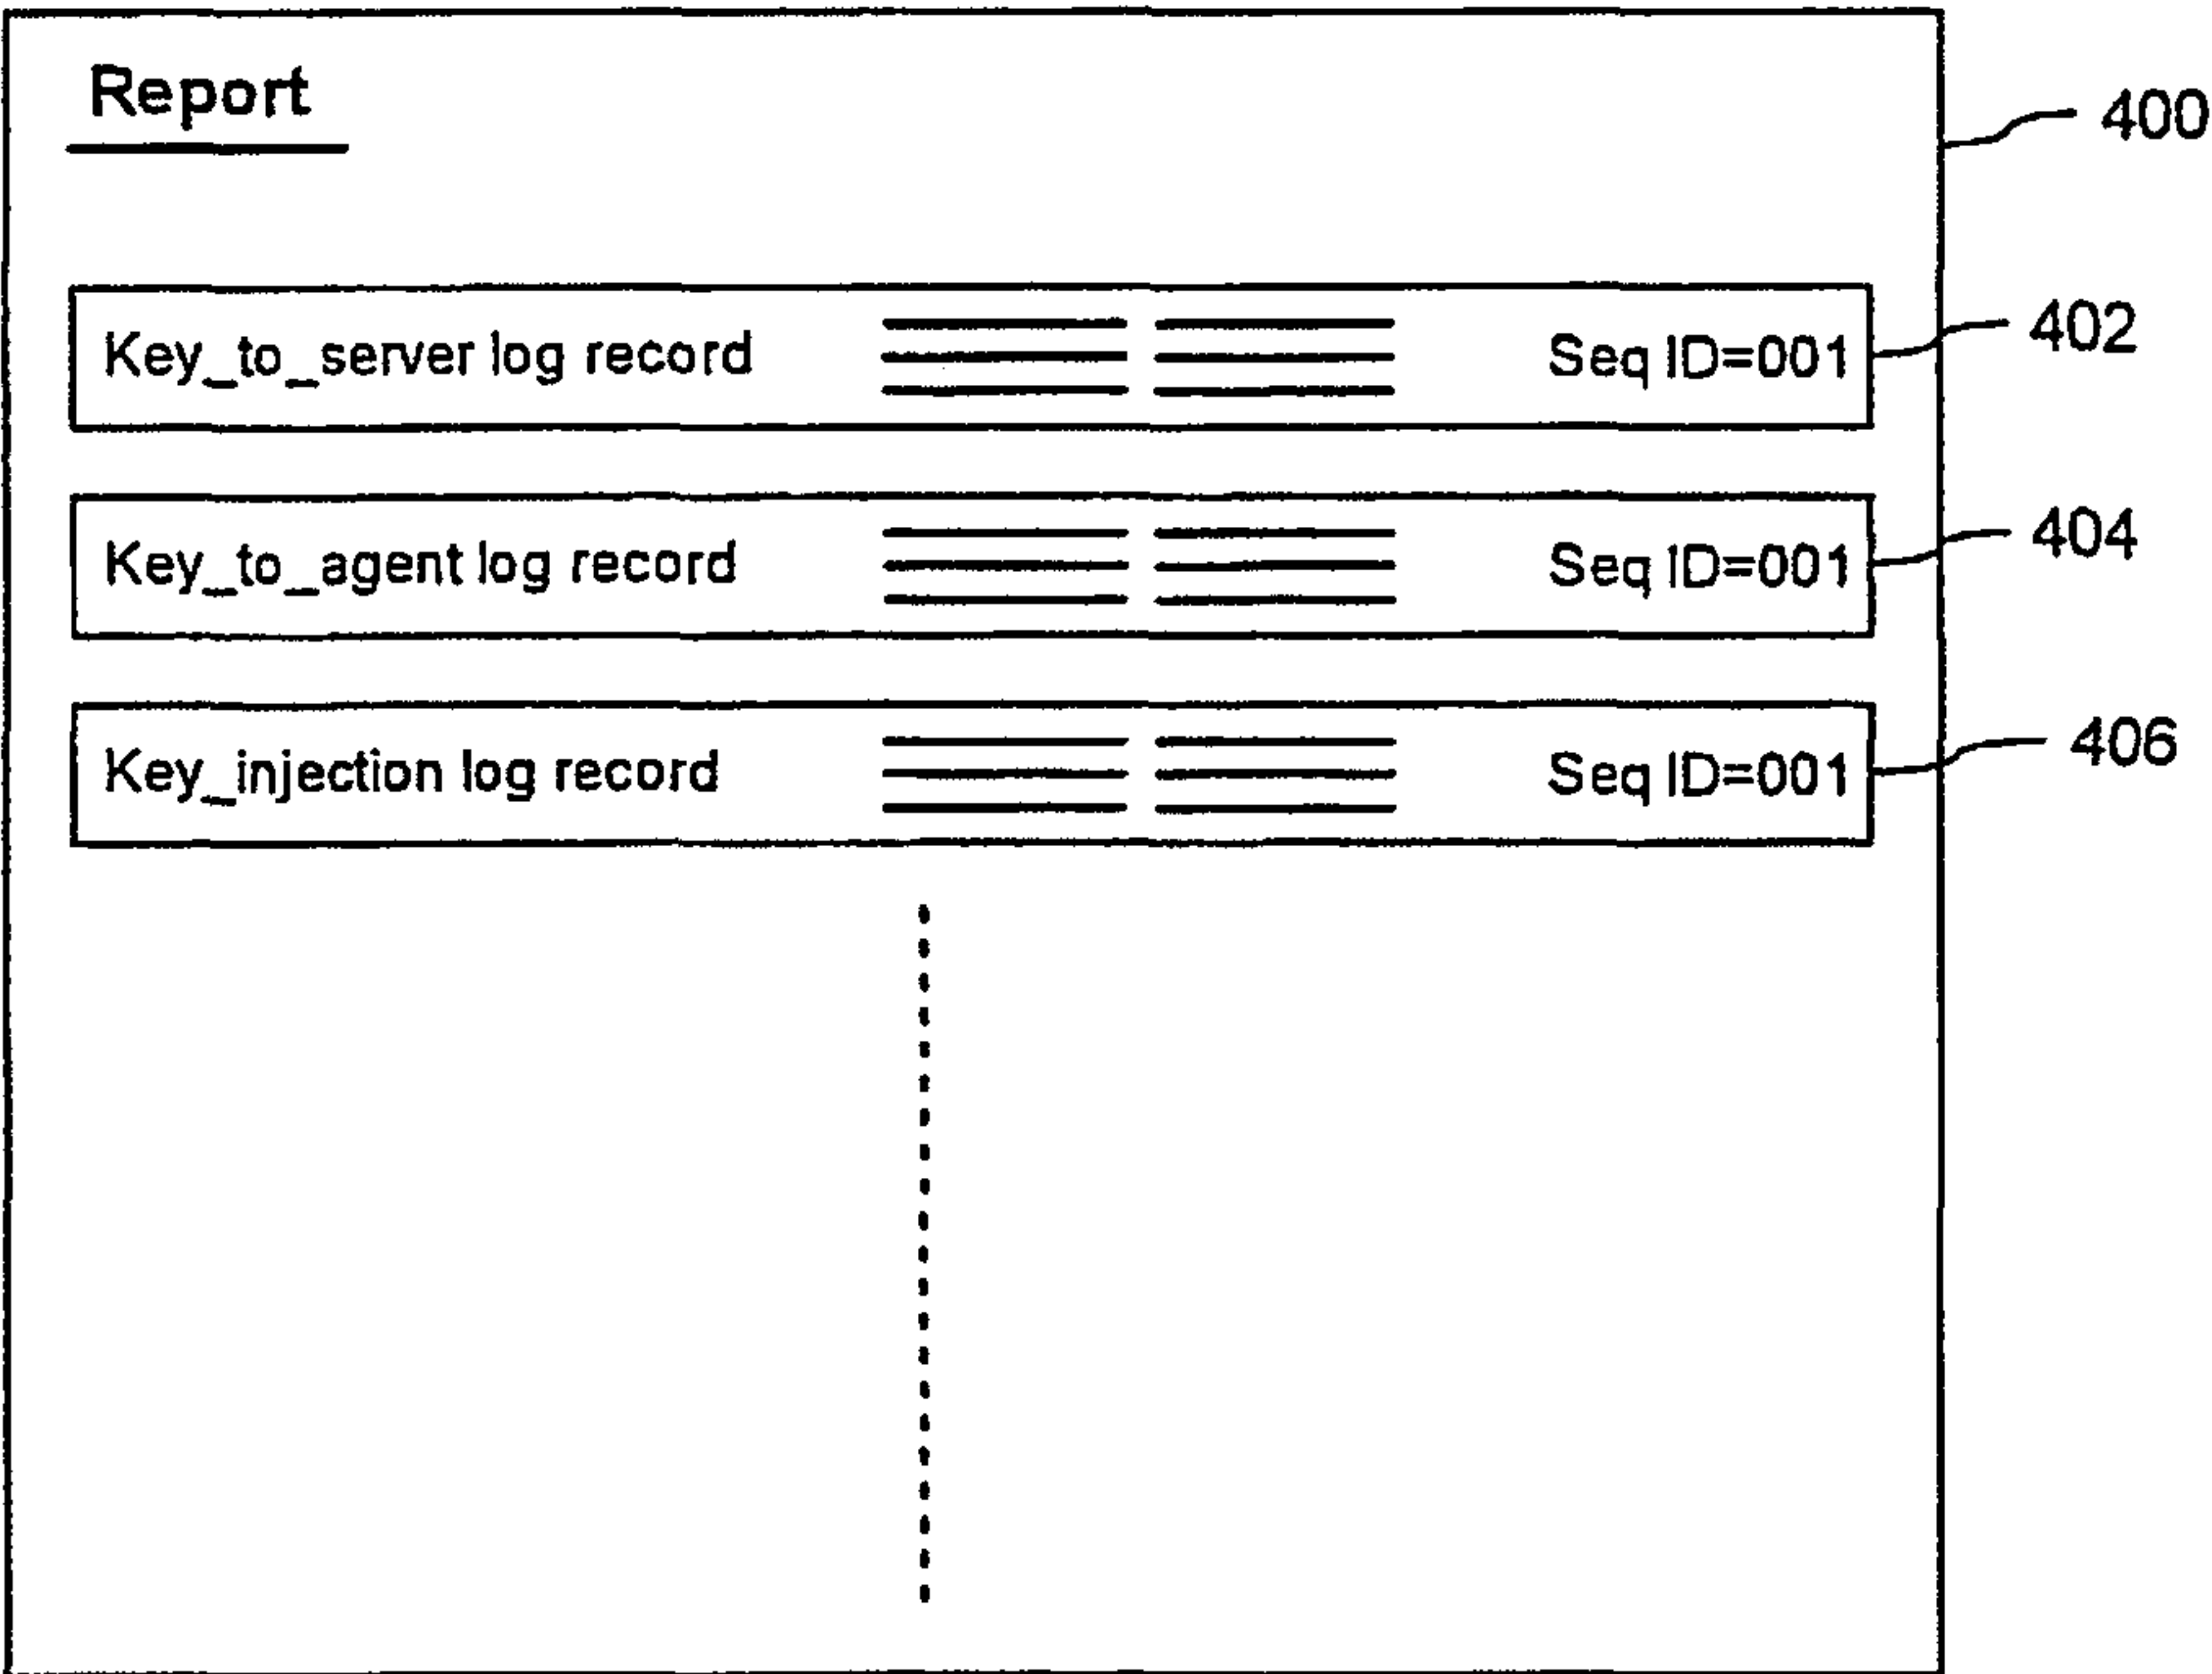 Report
400
Key_to_server log record Seq ID=001 402
Key_to_agent log record Seq ID=001 404
Key_injection log record Seq ID=001 406